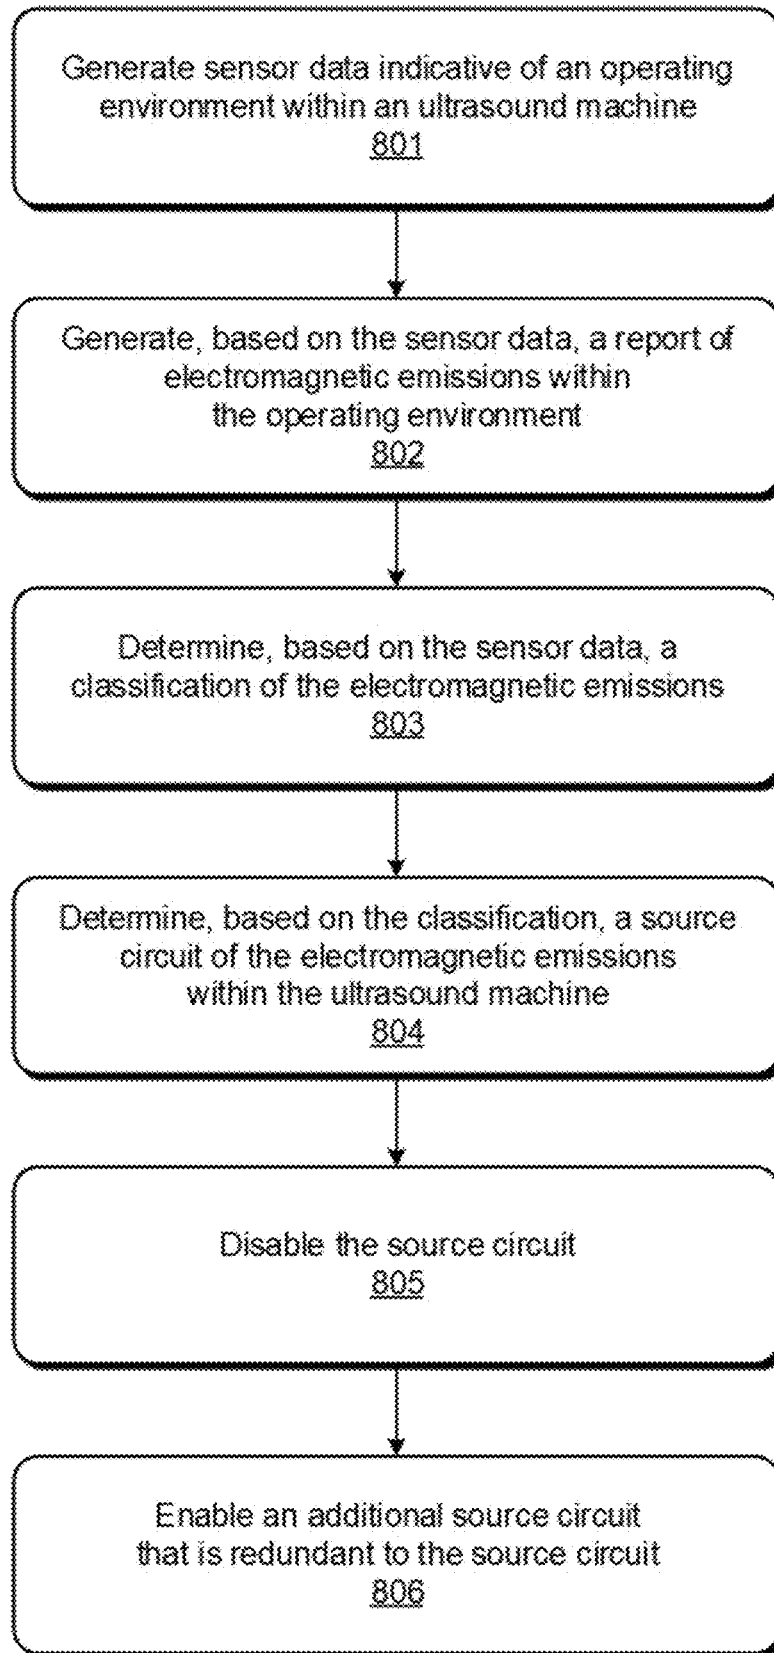 Generate sensor data indicative of an operating
environment within an ultrasound machine
801
Generate, based on the sensor data, a report of
electromagnetic emissions within
the operating environment
802
Determine, based on the sensor data, a
classification of the electromagnetic emissions
803
Determine, based on the classification, a source
circuit of the electromagnetic emissions
within the ultrasound machine
804
Disable the source circuit
805
Enable an additional source circuit
that is redundant to the source circuit
806